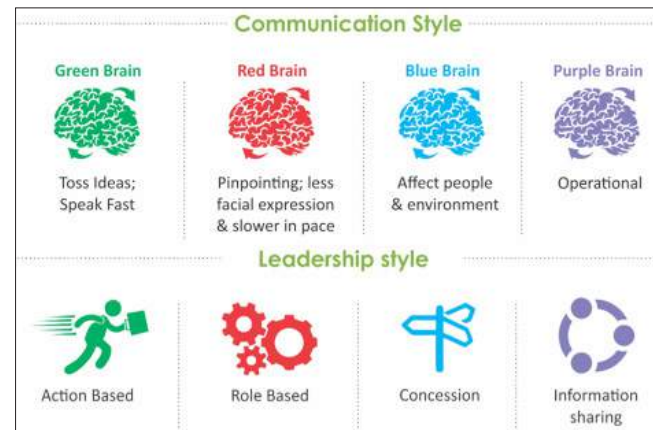 Communication Style
Green Brain
Red Brain
Blue Brain
Purple Brain
Toss Ideas;
Speak Fast
Pinpointing; less
facial expression
& slower in pace
Affect people
& environment
Operational
Leadership style
Action Based
Role Based
Concession
Information
sharing